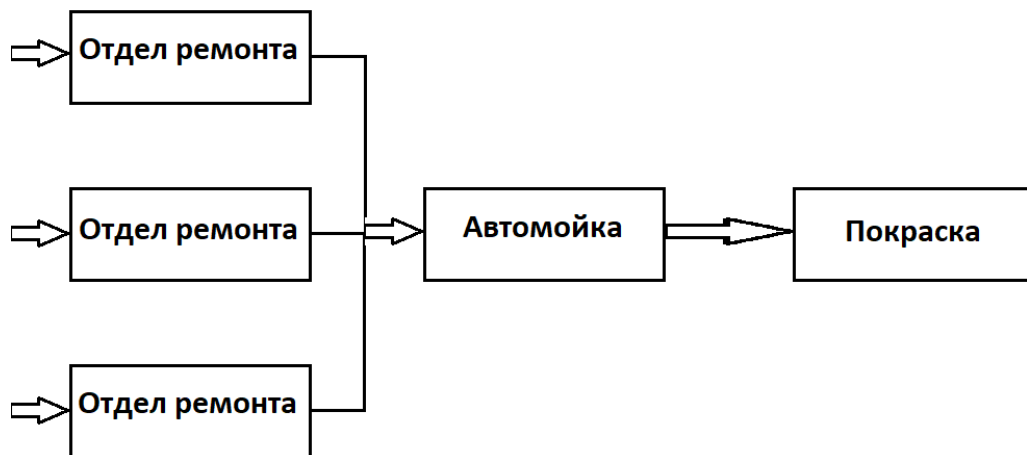 Отдел ремонта
Отдел ремонта
Автомойка
Покраска
Отдел ремонта